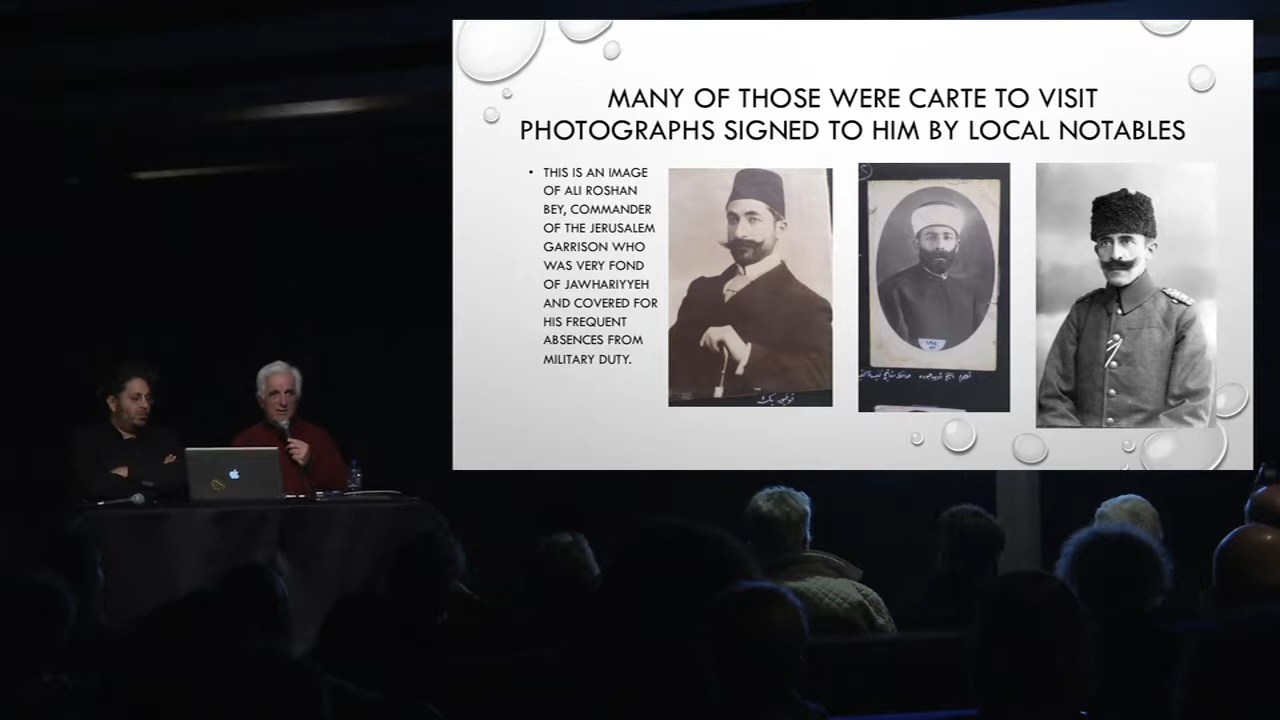 MANY OF THOSE WERE CARTE TO VISIT
PHOTOGRAPHS SIGNED TO HIM BY LOCAL NOTABLES
• THIS IS AN IMAGE
OF ALI ROSHAN
BEY, COMMANDER
OF THE JERUSALEM
GARRISON WHO
WAS VERY FOND
OF JAWHARIYYEH
AND COVERED FOR
HIS FREQUENT
ABSENCES FROM
MILITARY DUTY.